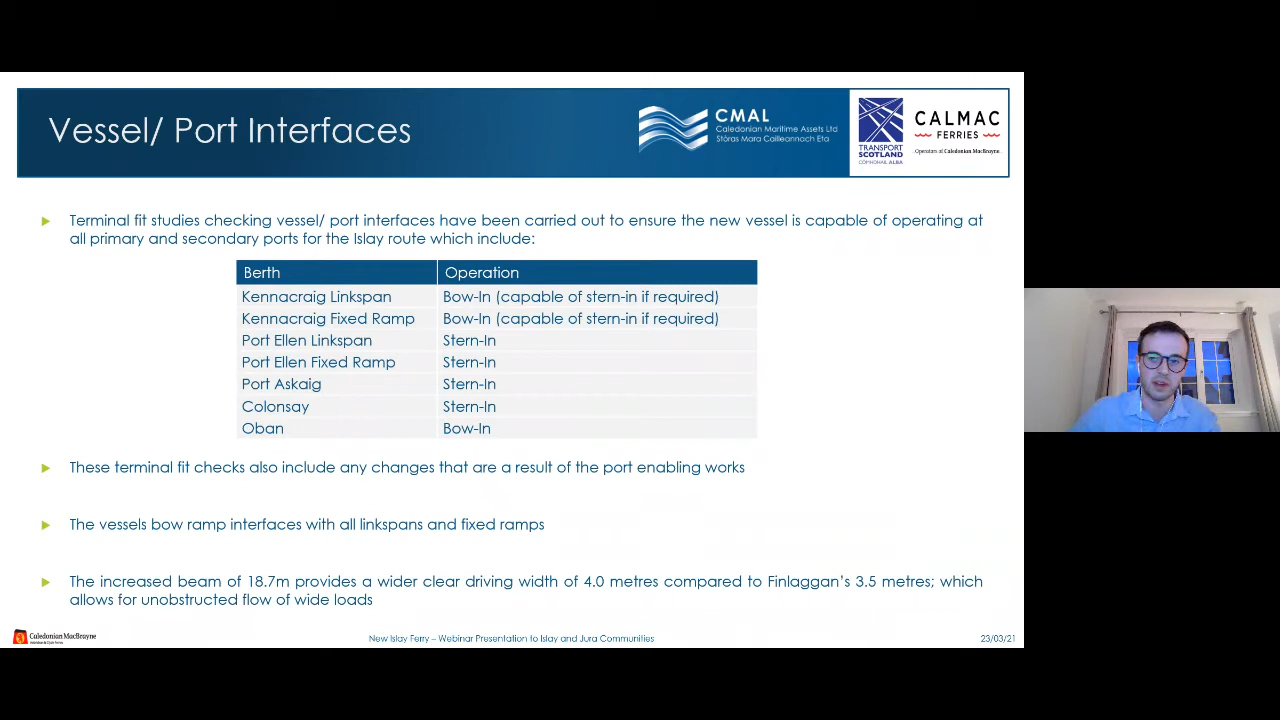 Vessel/ Port Interfaces
CMAL
Caledonian Maritime Assets Ltd
Stòras Mara Cailleannach Eta
TRANSPORT
SCOTLAND
CÒMHDHAIL ALBA
CALMAC
FERRIES
Operators of Caledonian MacBrayne
Terminal fit studies checking vessel/ port interfaces have been carried out to ensure the new vessel is capable of operating at
all primary and secondary ports for the Islay route which include:
Berth Operation
Kennacraig Linkspan Bow-In (capable of stern-in if required)
Kennacraig Fixed Ramp Bow-In (capable of stern-in if required)
Port Ellen Linkspan Stern-In
Port Ellen Fixed Ramp Stern-In
Port Askaig Stern-In
Colonsay Stern-In
Oban Bow-In
These terminal fit checks also include any changes that are a result of the port enabling works
The vessels bow ramp interfaces with all linkspans and fixed ramps
The increased beam of 18.7m provides a wider clear driving width of 4.0 metres compared to Finlaggan’s 3.5 metres; which
allows for unobstructed flow of wide loads
Caledonian MacBrayne
New Islay Ferry – Webinar Presentation to Islay and Jura Communities
23/03/21